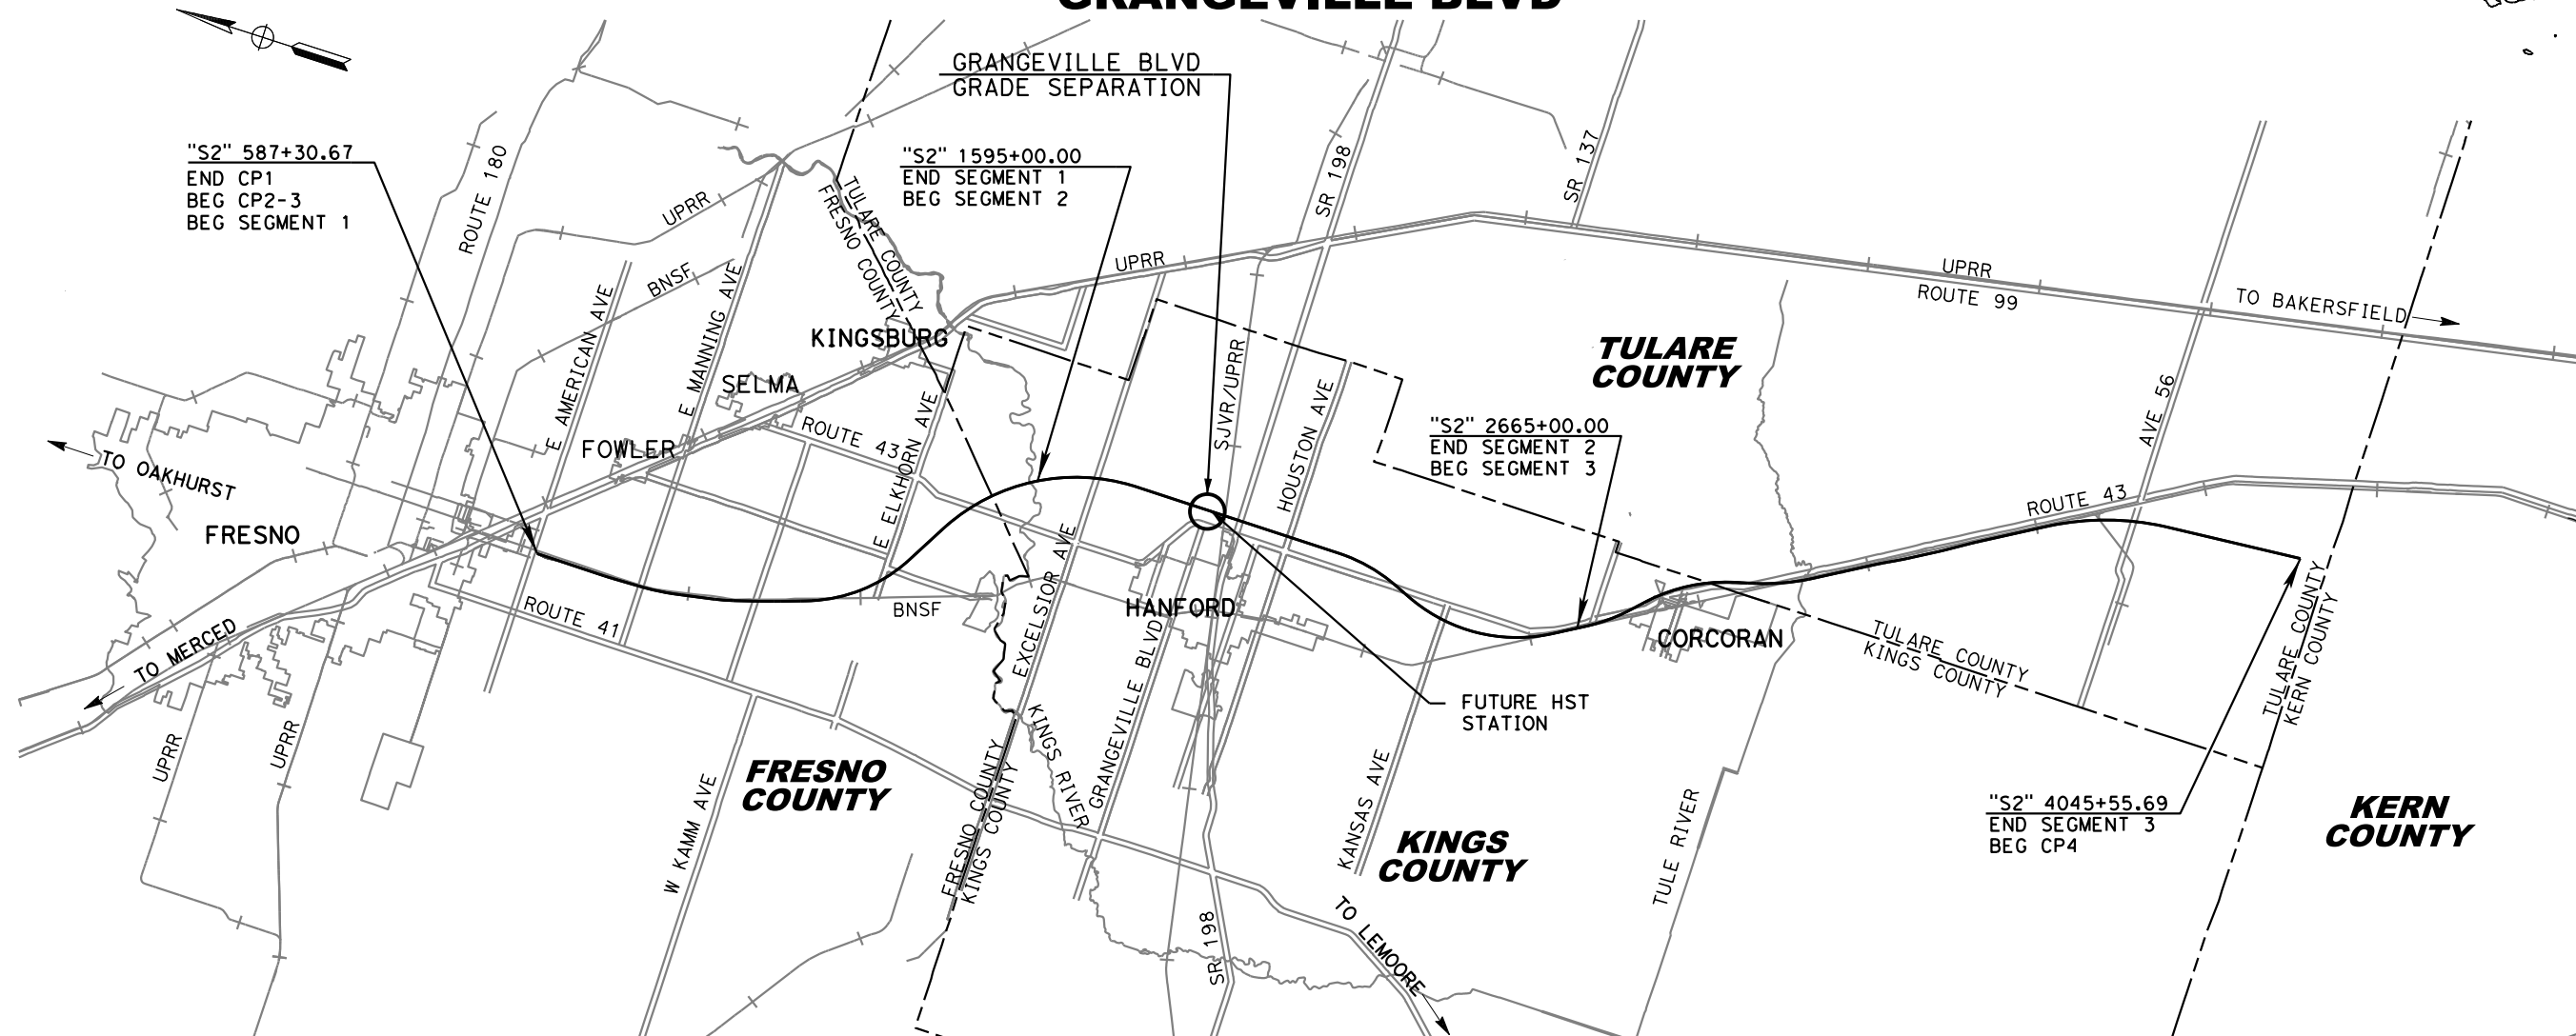 GRANGEVILLE BLVD
GRANGEVILLE BLVD
GRADE SEPARATION
"S2" 587+30.67
END CP1
BEG CP2-3
BEG SEGMENT 1
ROUTE 180
UPRR
BNSF
"S2" 1595+00.00
END SEGMENT 1
BEG SEGMENT 2
TULARE COUNTY
FRESNO COUNTY
UPRR
SR 198
SR 137
UPRR
ROUTE 99
TO BAKERSFIELD
E AMERICAN AVE
E MANNING AVE
KINGSBURG
SELMA
FOWLER
ROUTE 43
E ELKHORN AVE
SJVR/UPRR
HOUSTON AVE
TULARE
COUNTY
"S2" 2665+00.00
END SEGMENT 2
BEG SEGMENT 3
AVE 56
ROUTE 43
TO OAKHURST
FRESNO
TO MERCED
ROUTE 41
BNSF
EXCELSIOR AVE
HANFORD
GRANGEVILLE BLVD
CORCORAN
TULARE COUNTY
KINGS COUNTY
TULARE COUNTY
KERN COUNTY
FUTURE HST
STATION
UPRR
UPRR
FRESNO
COUNTY
W KAMM AVE
FRESNO COUNTY
KINGS COUNTY
KINGS RIVER
KANSAS AVE
KINGS
COUNTY
TULE RIVER
"S2" 4045+55.69
END SEGMENT 3
BEG CP4
KERN
COUNTY
SR 198
TO LEMOORE